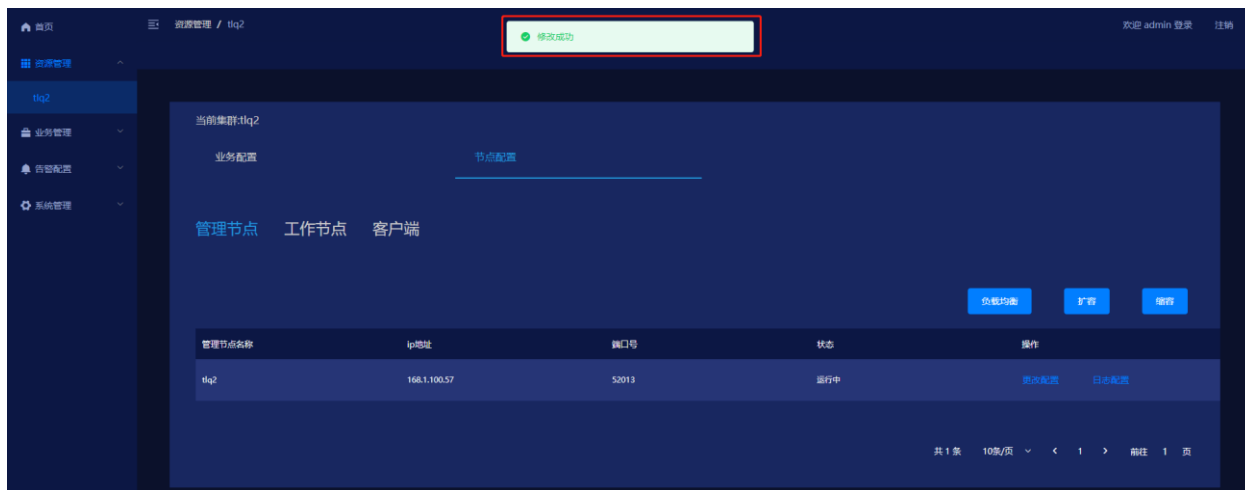 首页
资源管理 / tlq2
修改成功
欢迎 admin 登录 注销
资源管理
tlq2
业务管理
告警配置
系统管理
当前集群:tlq2
业务配置 节点配置
管理节点 工作节点 客户端
负载均衡 扩容 缩容
管理节点名称 ip地址 端口号 状态 操作
tlq2 168.1.100.57 52013 运行中 更改配置 日志配置
共 1 条 10条/页 1 前往 1 页